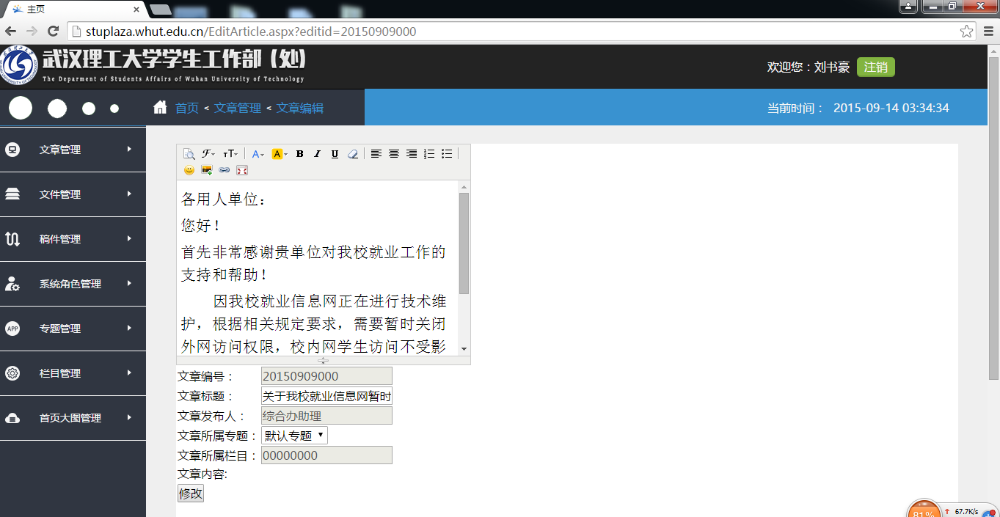 主页
stuplaza.whut.edu.cn/EditArticle.aspx?editid=20150909000
武汉理工大学学生工作部（处）
The Deparment of Students Affairs of Wuhan University of Technology
欢迎您：刘书豪 注销
首页 < 文章管理 < 文章编辑
当前时间： 2015-09-14 03:34:34
文章管理
文件管理
稿件管理
系统角色管理
APP 专题管理
栏目管理
首页大图管理
各用人单位：
您好！
首先非常感谢贵单位对我校就业工作的
支持和帮助！
因我校就业信息网正在进行技术维
护，根据相关规定要求，需要暂时关闭
外网访问权限，校内网学生访问不受影
文章编号： 20150909000
文章标题： 关于我校就业信息网暂时
文章发布人： 综合办助理
文章所属专题： 默认专题
文章所属栏目： 00000000
文章内容:
修改
81% 67.7K/s